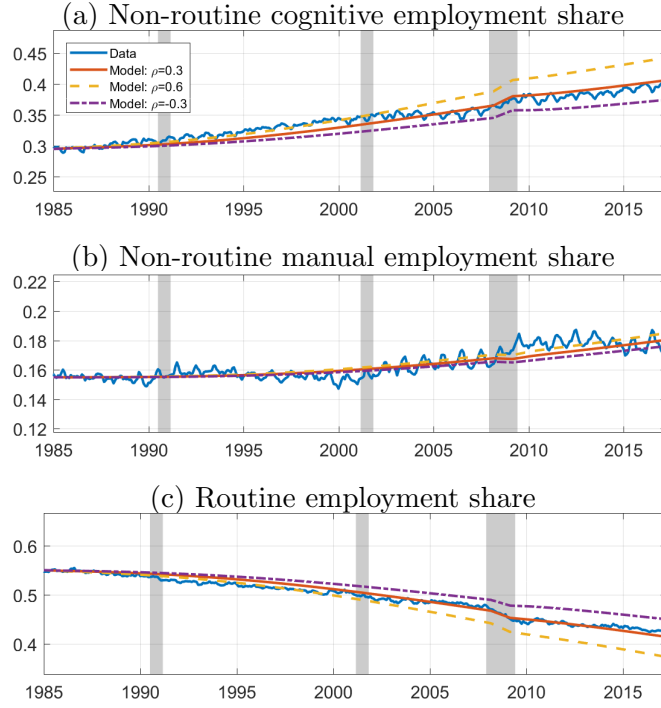 (a) Non-routine cognitive employment share
Data
Model: ρ=0.3
Model: ρ=0.6
Model: ρ=-0.3
0.45
0.4
0.35
0.3
0.25
1985 1990 1995 2000 2005 2010 2015
(b) Non-routine manual employment share
0.22
0.2
0.18
0.16
0.14
0.12
1985 1990 1995 2000 2005 2010 2015
(c) Routine employment share
0.6
0.5
0.4
1985 1990 1995 2000 2005 2010 2015